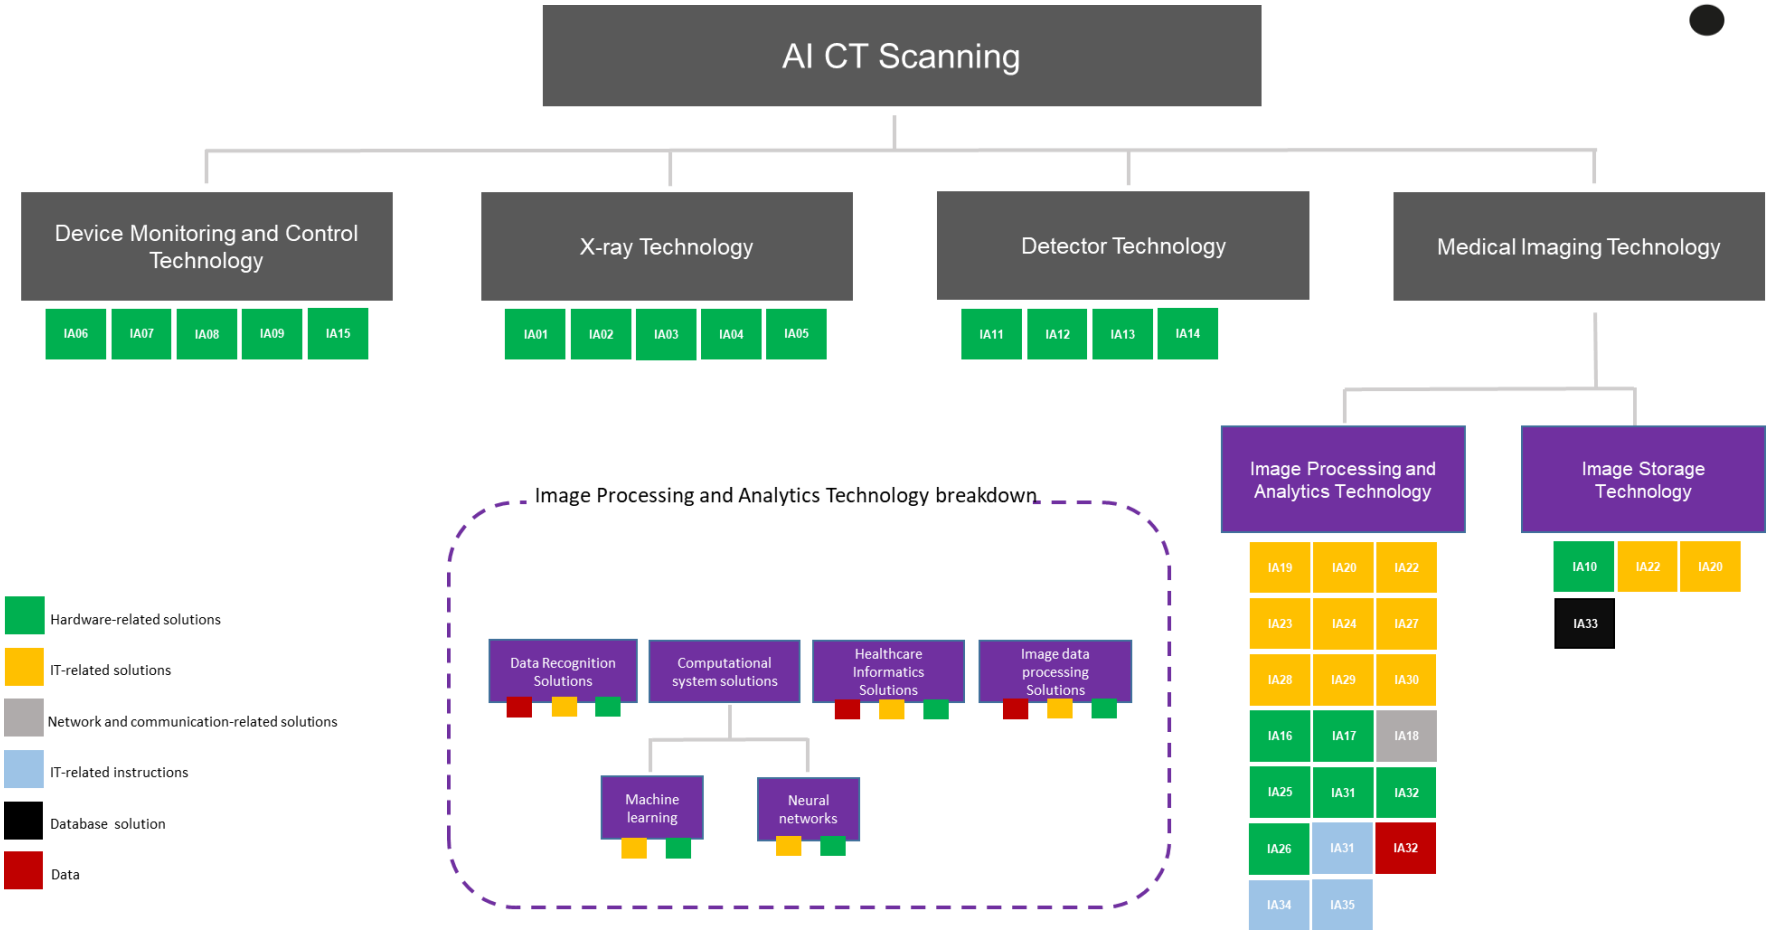 AI CT Scanning
Device Monitoring and Control
Technology
X-ray Technology
Detector Technology
Medical Imaging Technology
IA06 IA07 IA08 IA09 IA15
IA01 IA02 IA03 IA04 IA05
IA11 IA12 IA13 IA14
Image Processing and
Analytics Technology
Image Storage
Technology
IA19 IA20 IA22
IA23 IA24 IA27
IA28 IA29 IA30
IA16 IA17 IA18
IA25 IA31 IA32
IA26 IA31 IA32
IA34 IA35
IA10 IA22 IA20
IA33
Image Processing and Analytics Technology breakdown
Data Recognition
Solutions
Computational
system solutions
Healthcare
Informatics
Solutions
Image data
processing
Solutions
Machine
learning
Neural
networks
Hardware-related solutions
IT-related solutions
Network and communication-related solutions
IT-related instructions
Database solution
Data